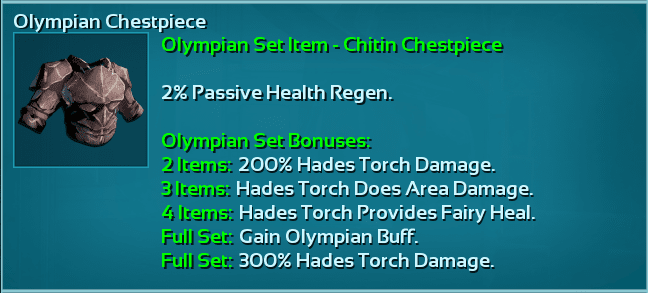 Olympian Chestpiece
Olympian Set Item - Chitin Chestpiece
2% Passive Health Regen.
Olympian Set Bonuses:
2 Items: 200% Hades Torch Damage.
3 Items: Hades Torch Does Area Damage.
4 Items: Hades Torch Provides Fairy Heal.
Full Set: Gain Olympian Buff.
Full Set: 300% Hades Torch Damage.